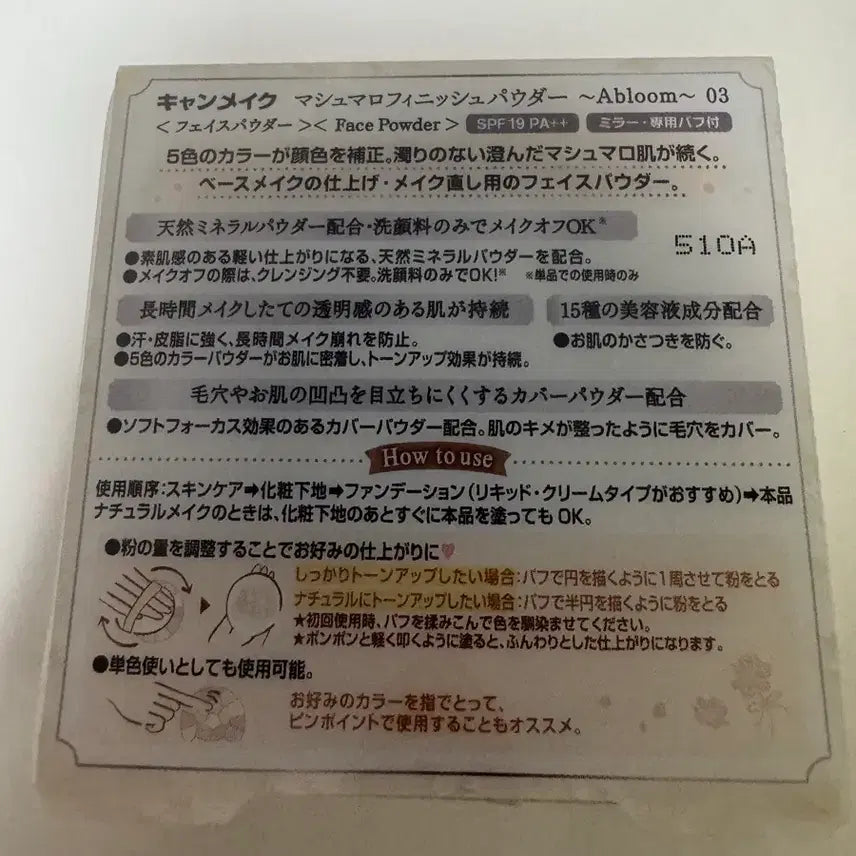 キャンメイク マシュマロフィニッシュパウダー ～Abloom～ 03
＜フェイスパウダー＞＜Face Powder＞ SPF19 PA++ ミラー・専用パフ付
5色のカラーが顔色を補正。濁りのない澄んだマシュマロ肌が続く。
ベースメイクの仕上げ・メイク直し用のフェイスパウダー。
天然ミネラルパウダー配合・洗顔料のみでメイクオフOK※
510A
●素肌感のある軽い仕上がりになる、天然ミネラルパウダーを配合。
●メイクオフの際は、クレンジング不要。洗顔料のみでOK!※ ※単品での使用時のみ
長時間メイクしたての透明感のある肌が持続
●汗・皮脂に強く、長時間メイク崩れを防止。
●5色のカラーパウダーがお肌に密着し、トーンアップ効果が持続。
15種の美容液成分配合
●お肌のかさつきを防ぐ。
毛穴やお肌の凹凸を目立ちにくくするカバーパウダー配合
●ソフトフォーカス効果のあるカバーパウダー配合。肌のキメが整ったように毛穴をカバー。
How to use
使用順序：スキンケア➡化粧下地➡ファンデーション（リキッド・クリームタイプがおすすめ）➡本品
ナチュラルメイクのときは、化粧下地のあとすぐに本品を塗ってもOK。
●粉の量を調整することでお好みの仕上がりに♥
しっかりトーンアップしたい場合：パフで円を描くように1周させて粉をとる
ナチュラルにトーンアップしたい場合：パフで半円を描くように粉をとる
★初回使用時、パフを揉みこんで色を馴染ませてください。
★ポンポンと軽く叩くように塗ると、ふんわりとした仕上がりになります。
●単色使いとしても使用可能。
お好みのカラーを指でとって、
ピンポイントで使用することもオススメ。